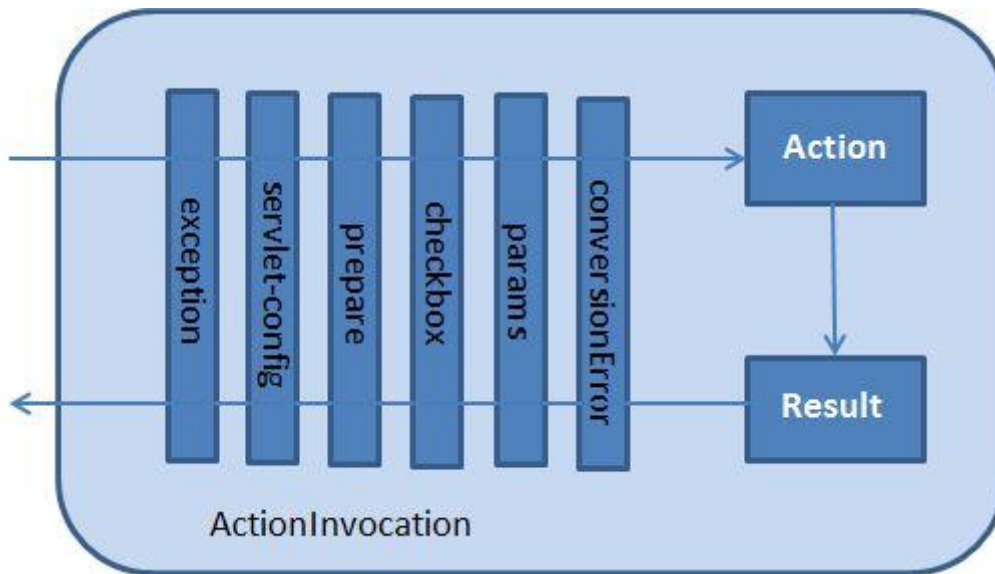 exception
servlet-config
prepare
checkbox
params
conversionError
Action
Result
ActionInvocation